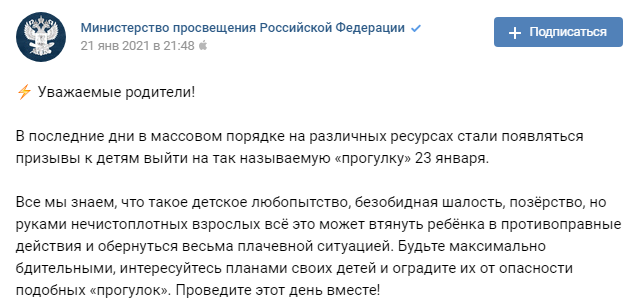 Министерство просвещения Российской Федерации
21 янв 2021 в 21:48
+ Подписаться
⚡ Уважаемые родители!
В последние дни в массовом порядке на различных ресурсах стали появляться
призывы к детям выйти на так называемую «прогулку» 23 января.
Все мы знаем, что такое детское любопытство, безобидная шалость, позёрство, но
руками нечистоплотных взрослых всё это может втянуть ребёнка в противоправные
действия и обернуться весьма плачевной ситуацией. Будьте максимально
бдительными, интересуйтесь планами своих детей и оградите их от опасности
подобных «прогулок». Проведите этот день вместе!